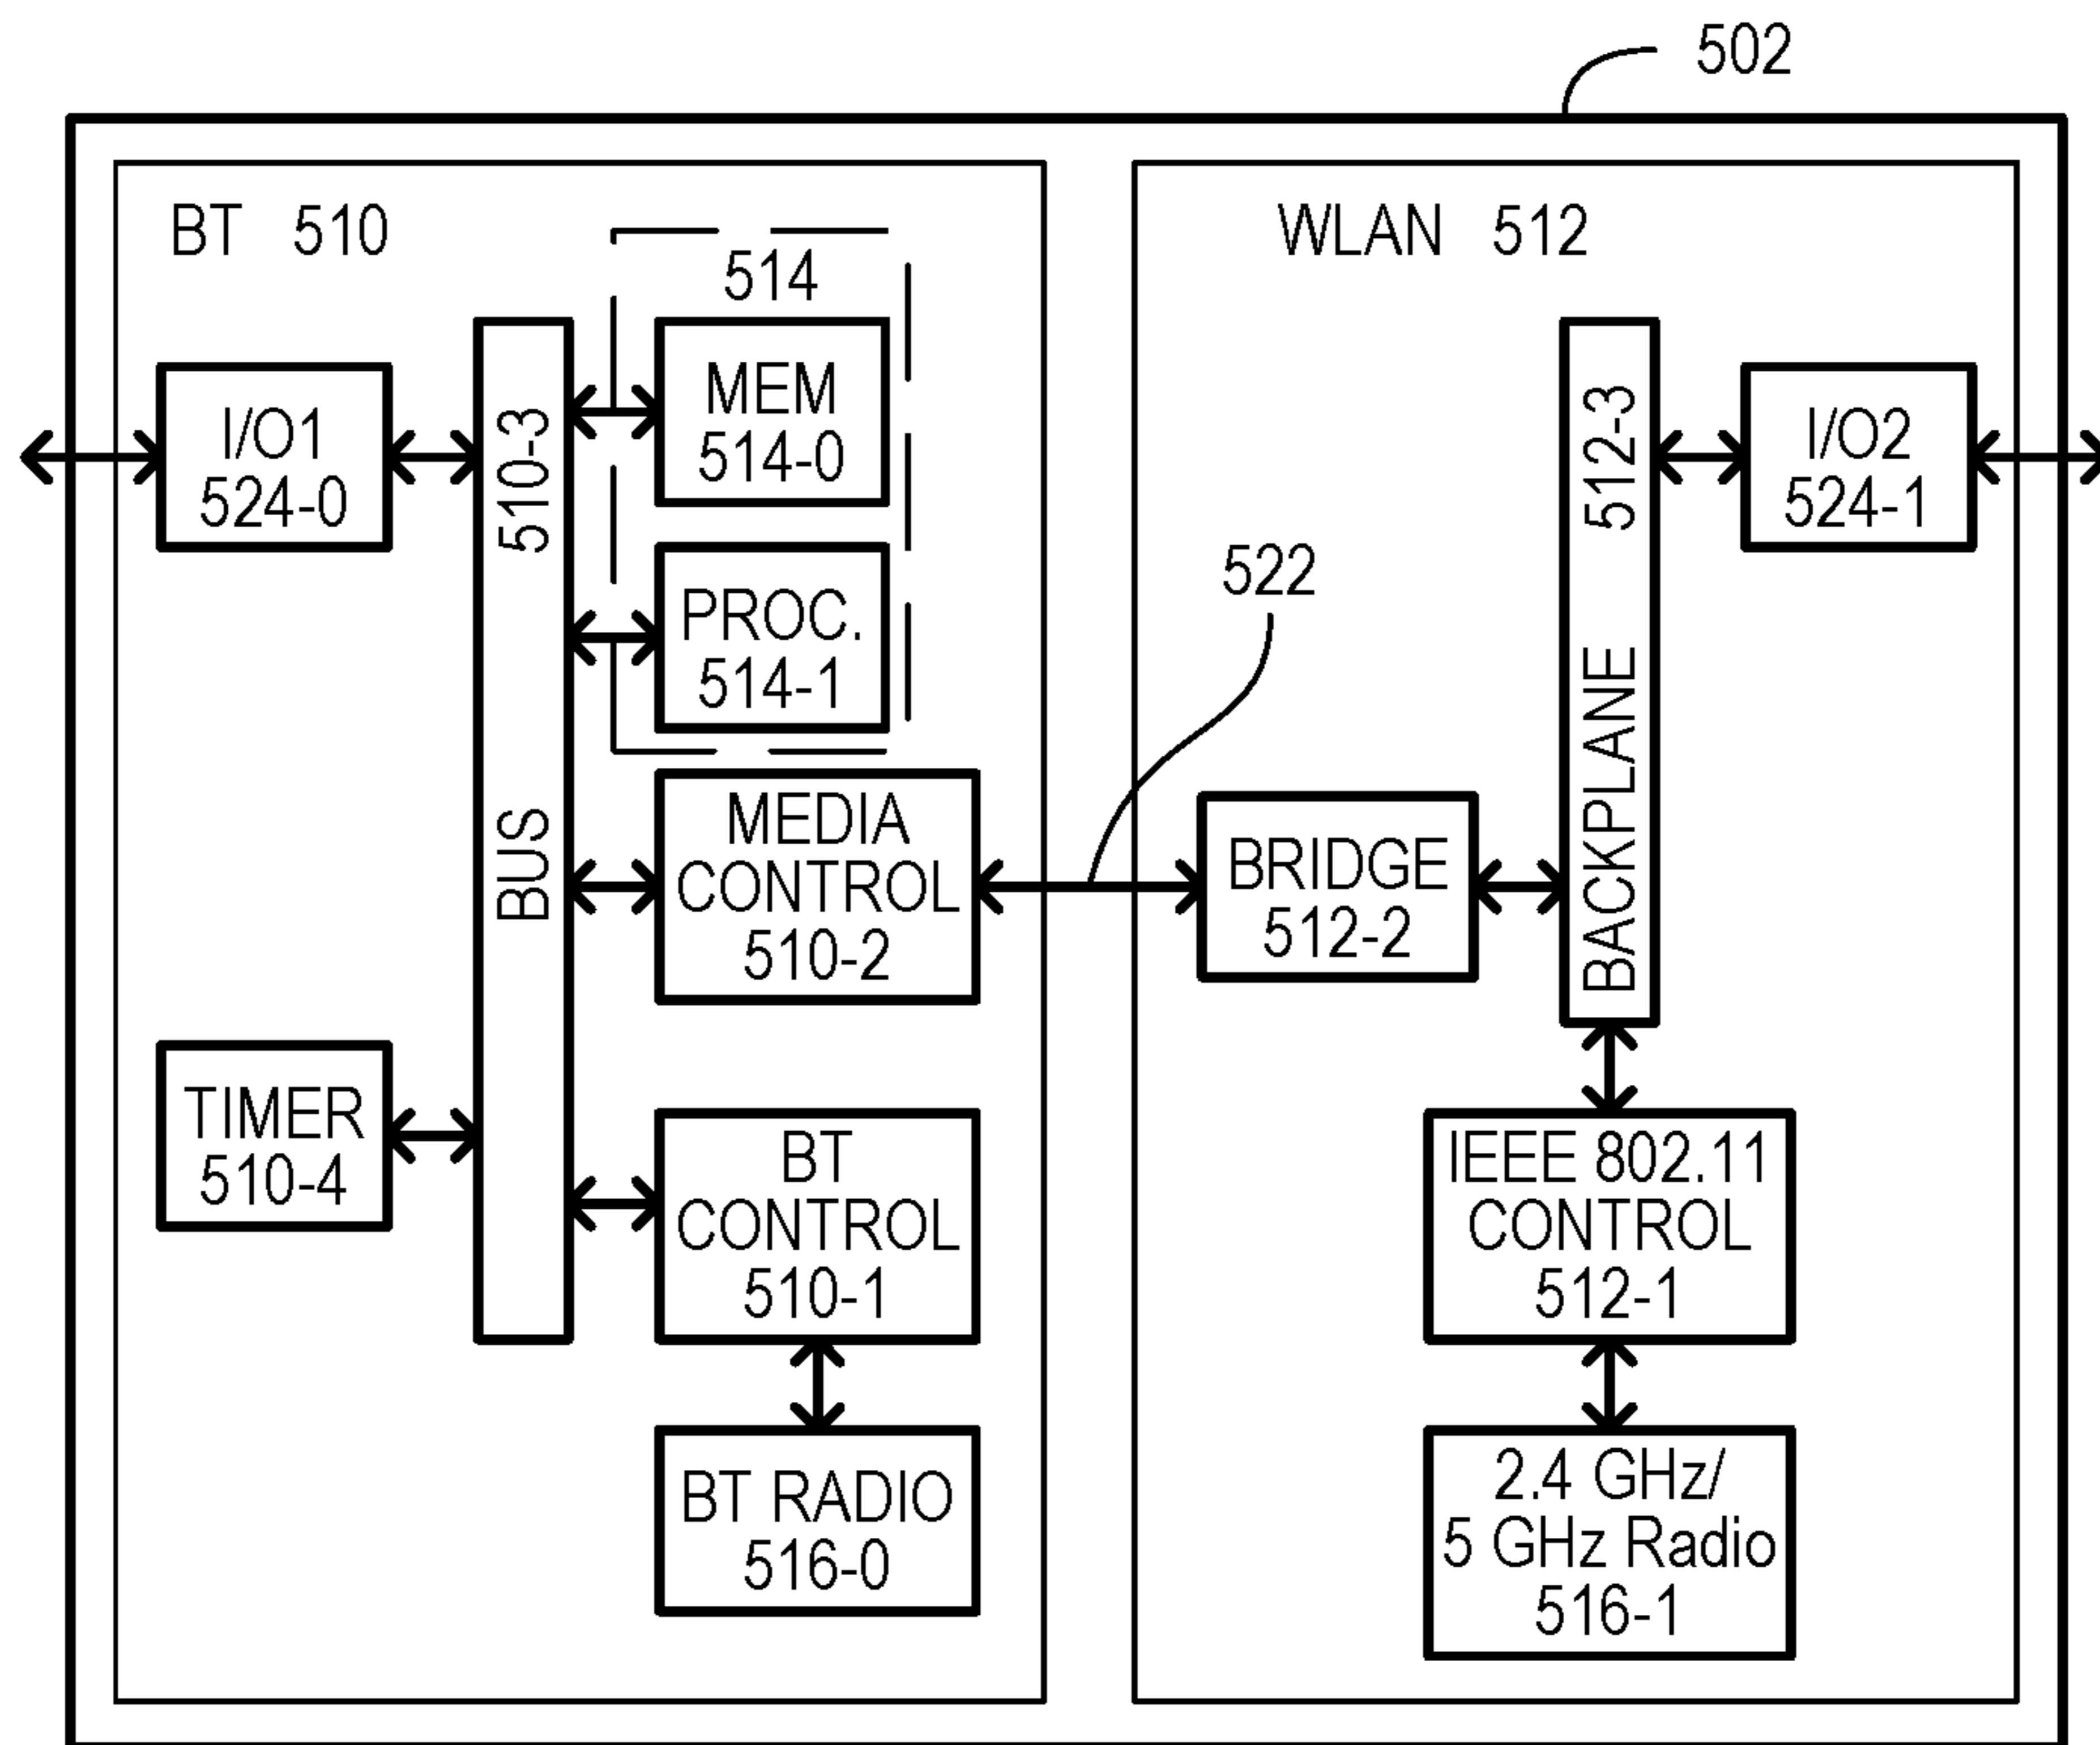 502
BT 510
WLAN 512
514
MEM
514-0
I/O1
524-0
BUS 510-3
PROC.
514-1
MEDIA
CONTROL
510-2
TIMER
510-4
BT
CONTROL
510-1
BT RADIO
516-0
522
BRIDGE
512-2
BACKPLANE 512-3
I/O2
524-1
IEEE 802.11
CONTROL
512-1
2.4 GHz/
5 GHz Radio
516-1